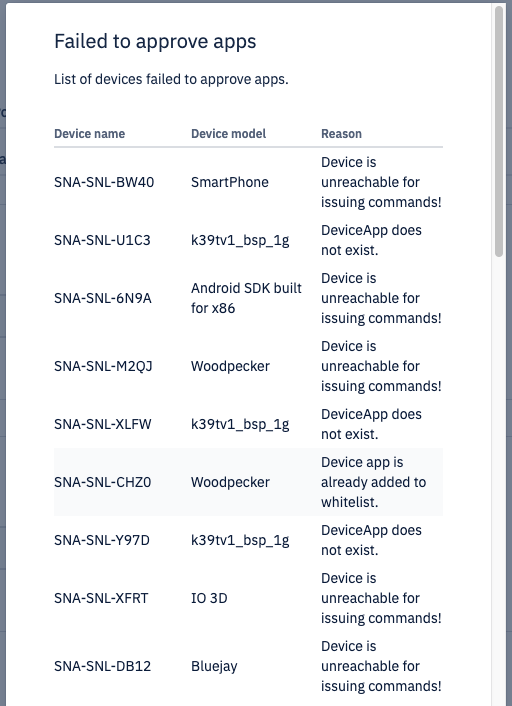 Failed to approve apps
List of devices failed to approve apps.
Device name Device model Reason
SNA-SNL-BW40 SmartPhone Device is
unreachable for
issuing commands!
SNA-SNL-U1C3 k39tv1_bsp_1g DeviceApp does
not exist.
SNA-SNL-6N9A Android SDK built
for x86 Device is
unreachable for
issuing commands!
SNA-SNL-M2QJ Woodpecker Device is
unreachable for
issuing commands!
SNA-SNL-XLFW k39tv1_bsp_1g DeviceApp does
not exist.
SNA-SNL-CHZ0 Woodpecker Device app is
already added to
whitelist.
SNA-SNL-Y97D k39tv1_bsp_1g DeviceApp does
not exist.
SNA-SNL-XFRT IO 3D Device is
unreachable for
issuing commands!
SNA-SNL-DB12 Bluejay Device is
unreachable for
issuing commands!